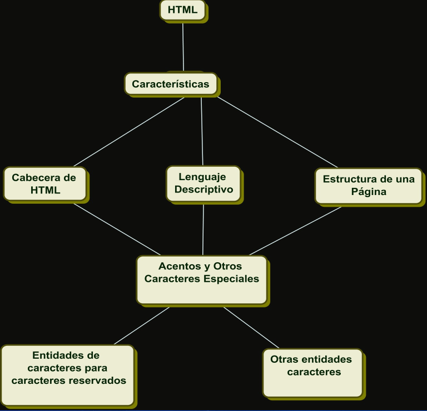 HTML
Características
Cabecera de
HTML
Lenguaje
Descriptivo
Estructura de una
Página
Acentos y Otros
Caracteres Especiales
Entidades de
caracteres para
caracteres reservados
Otras entidades
caracteres